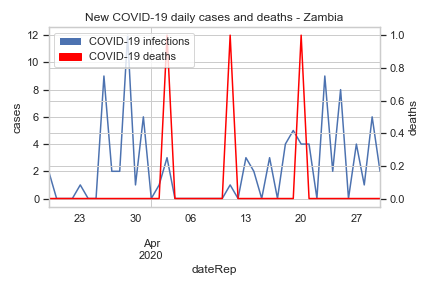 New COVID-19 daily cases and deaths - Zambia
COVID-19 infections
COVID-19 deaths
12
10
8
6
4
2
0
cases
1.0
0.8
0.6
0.4
0.2
0.0
deaths
23
30
06
13
20
27
Apr
2020
dateRep